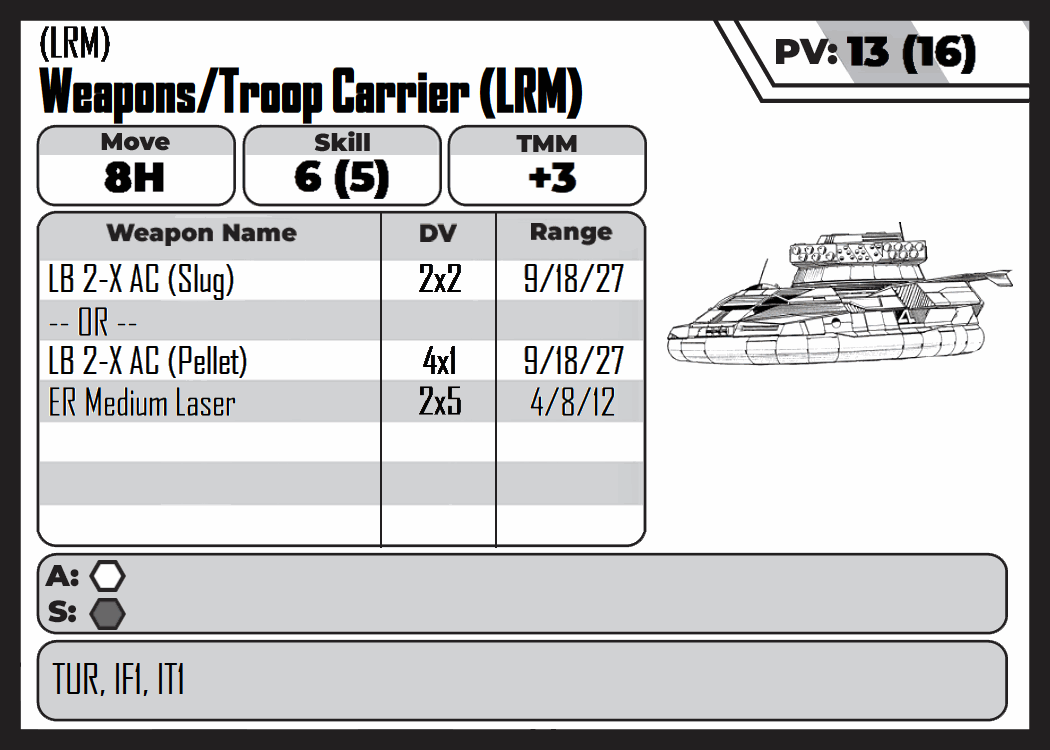 (LRM)
PV: 13 (16)
Weapons/Troop Carrier (LRM)
Move Skill TMM
8H 6 (5) +3
Weapon Name DV Range
LB 2-X AC (Slug) 2x2 9/18/27
-- OR --
LB 2-X AC (Pellet) 4x1 9/18/27
ER Medium Laser 2x5 4/8/12
A:
S:
TUR, IF1, IT1